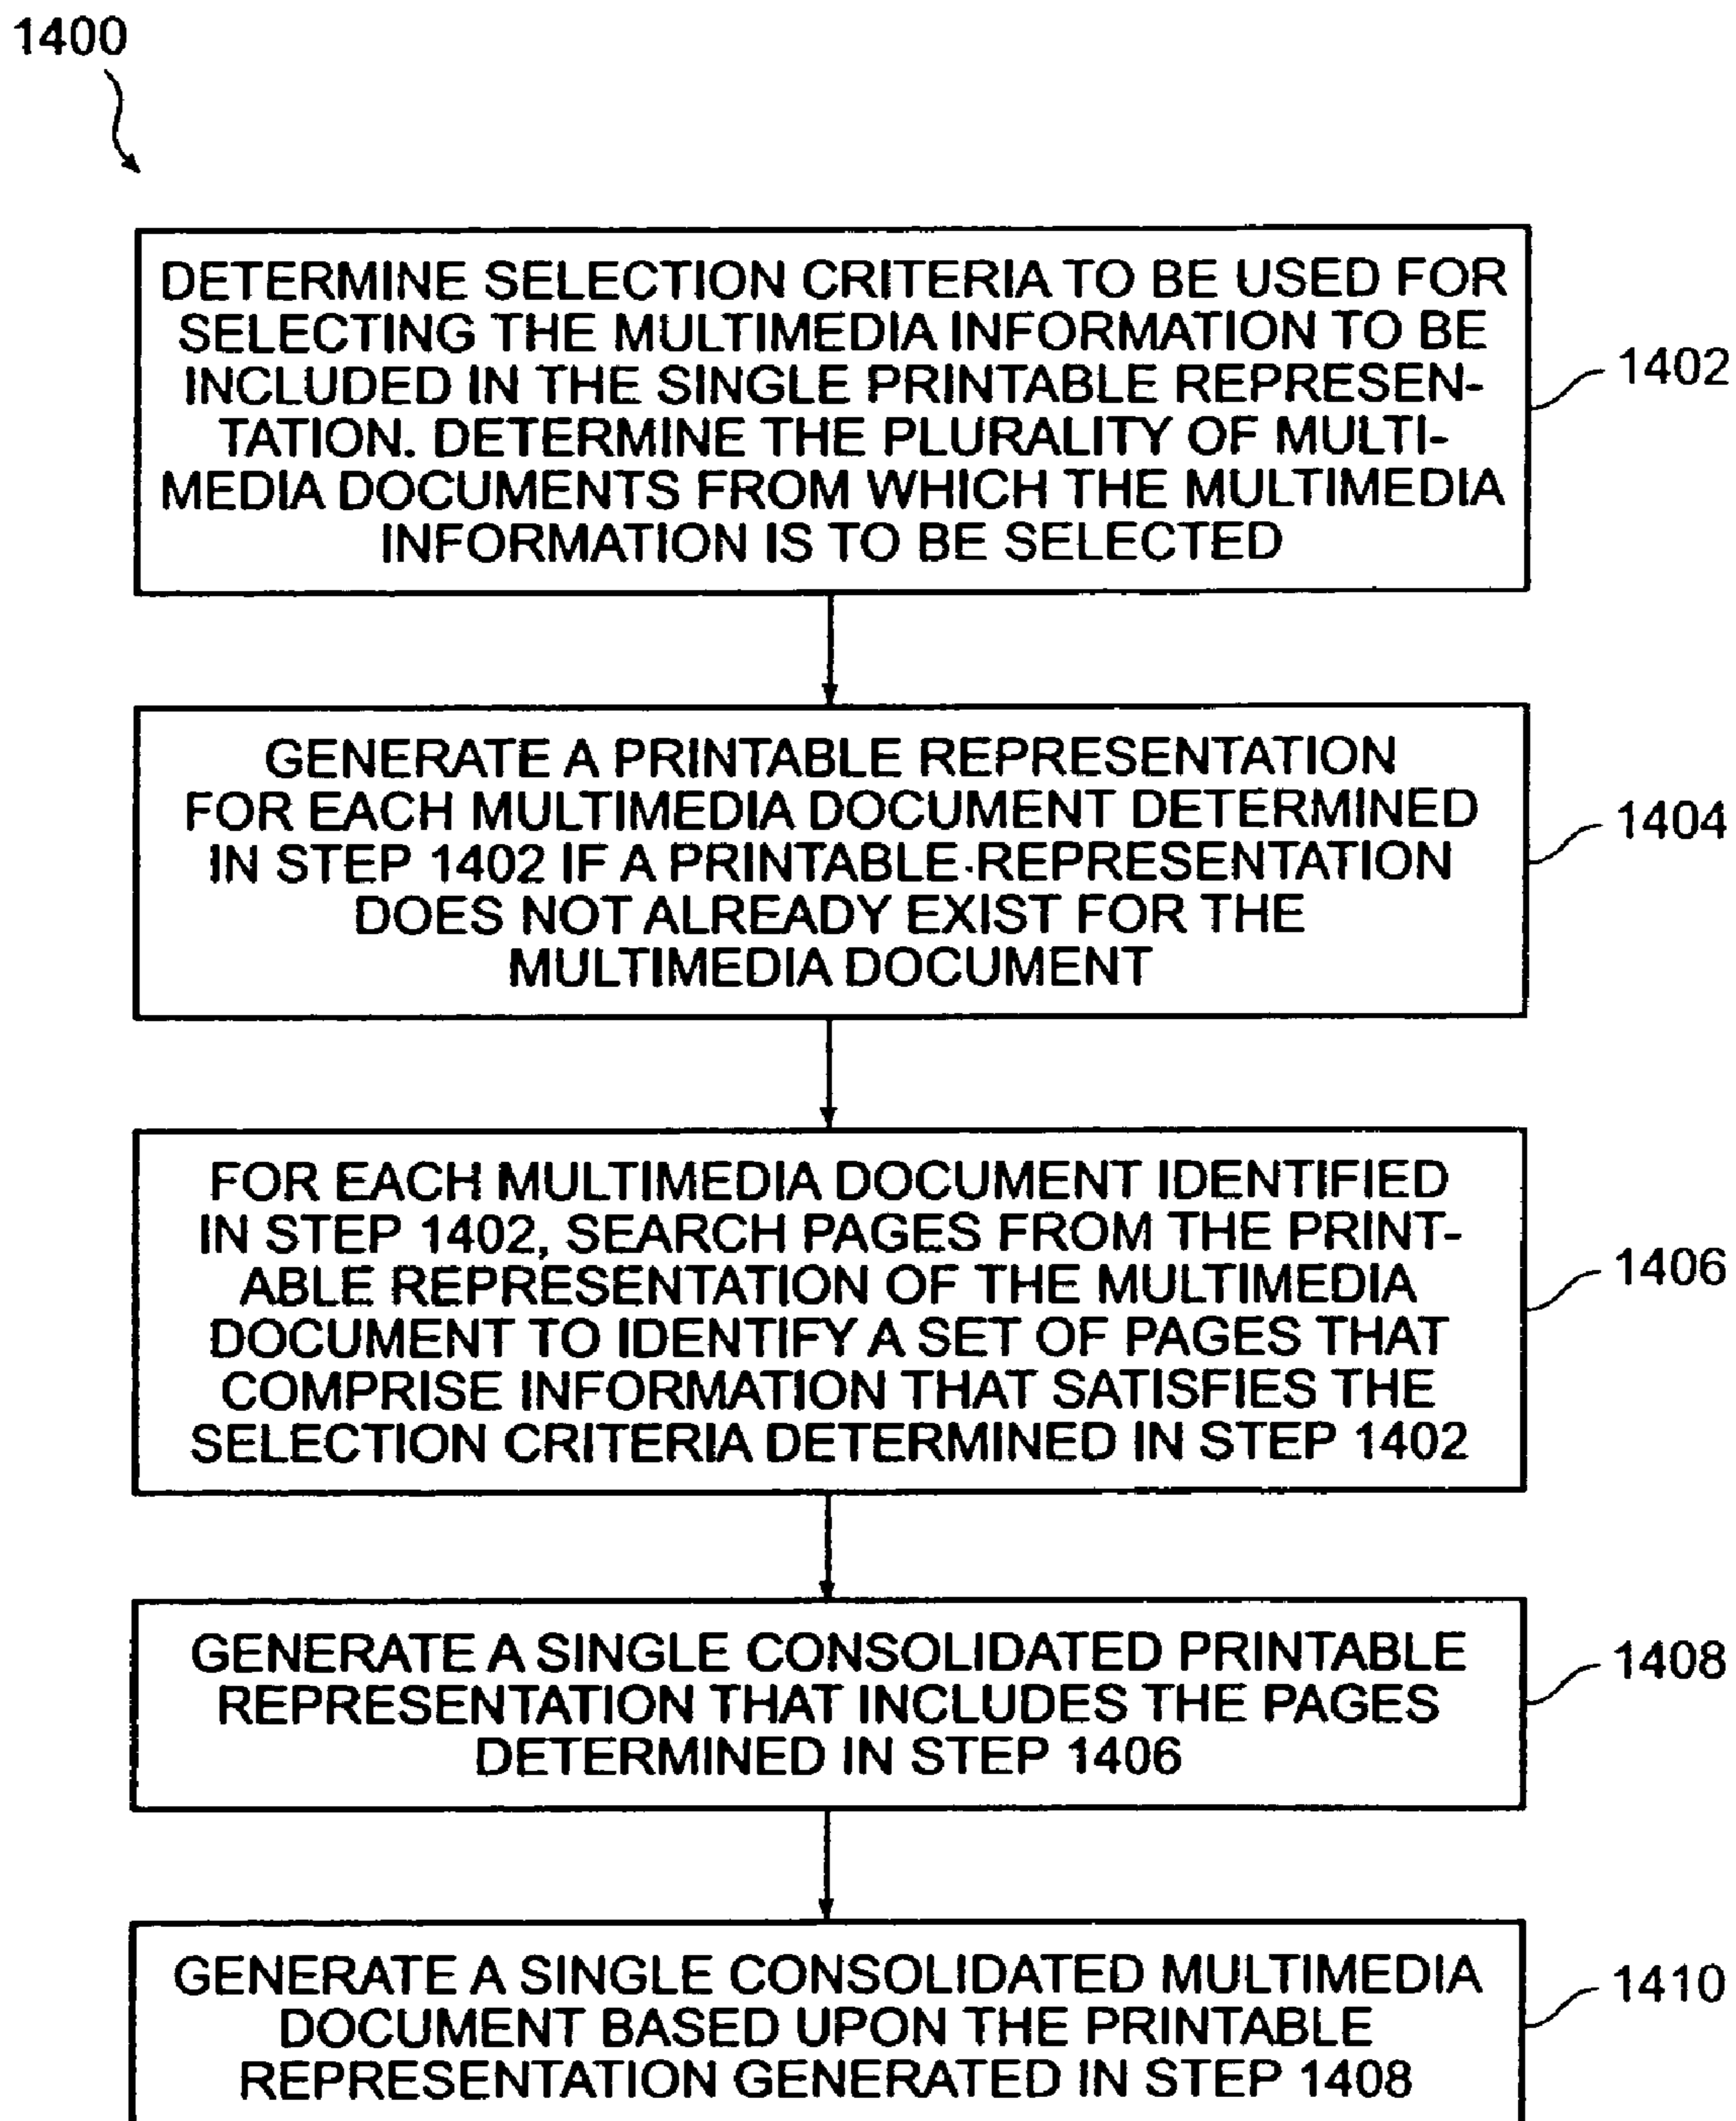 1400
DETERMINE SELECTION CRITERIA TO BE USED FOR
SELECTING THE MULTIMEDIA INFORMATION TO BE
INCLUDED IN THE SINGLE PRINTABLE REPRESEN-
TATION. DETERMINE THE PLURALITY OF MULTI-
MEDIA DOCUMENTS FROM WHICH THE MULTIMEDIA
INFORMATION IS TO BE SELECTED
1402
GENERATE A PRINTABLE REPRESENTATION
FOR EACH MULTIMEDIA DOCUMENT DETERMINED
IN STEP 1402 IF A PRINTABLE-REPRESENTATION
DOES NOT ALREADY EXIST FOR THE
MULTIMEDIA DOCUMENT
1404
FOR EACH MULTIMEDIA DOCUMENT IDENTIFIED
IN STEP 1402, SEARCH PAGES FROM THE PRINT-
ABLE REPRESENTATION OF THE MULTIMEDIA
DOCUMENT TO IDENTIFY A SET OF PAGES THAT
COMPRISE INFORMATION THAT SATISFIES THE
SELECTION CRITERIA DETERMINED IN STEP 1402
1406
GENERATE A SINGLE CONSOLIDATED PRINTABLE
REPRESENTATION THAT INCLUDES THE PAGES
DETERMINED IN STEP 1406
1408
GENERATE A SINGLE CONSOLIDATED MULTIMEDIA
DOCUMENT BASED UPON THE PRINTABLE
REPRESENTATION GENERATED IN STEP 1408
1410